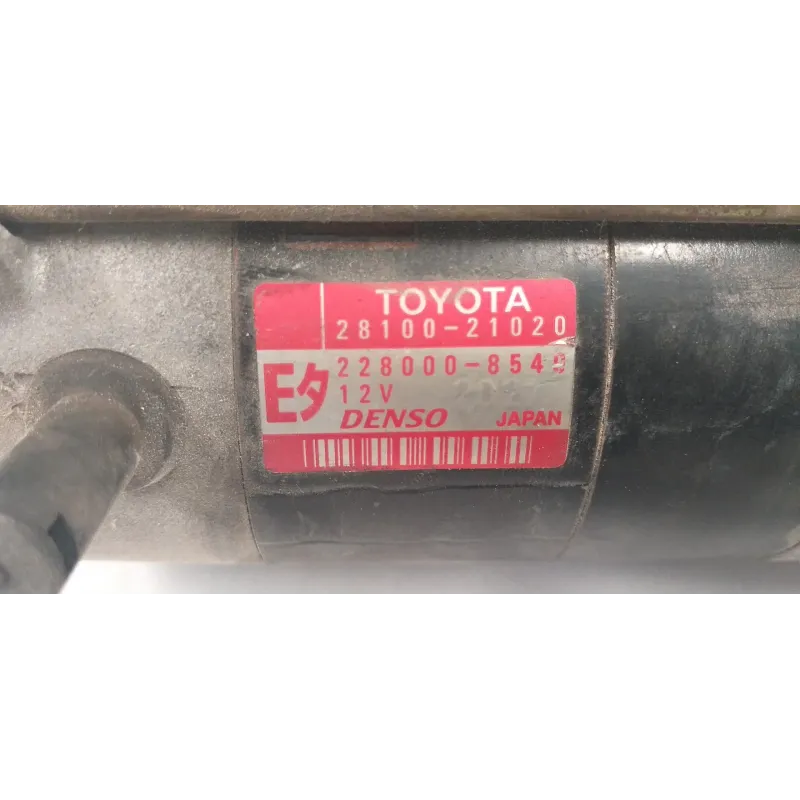 TOYOTA
28100-21020
228000-854
Eタ
12V
DENSO JAPAN